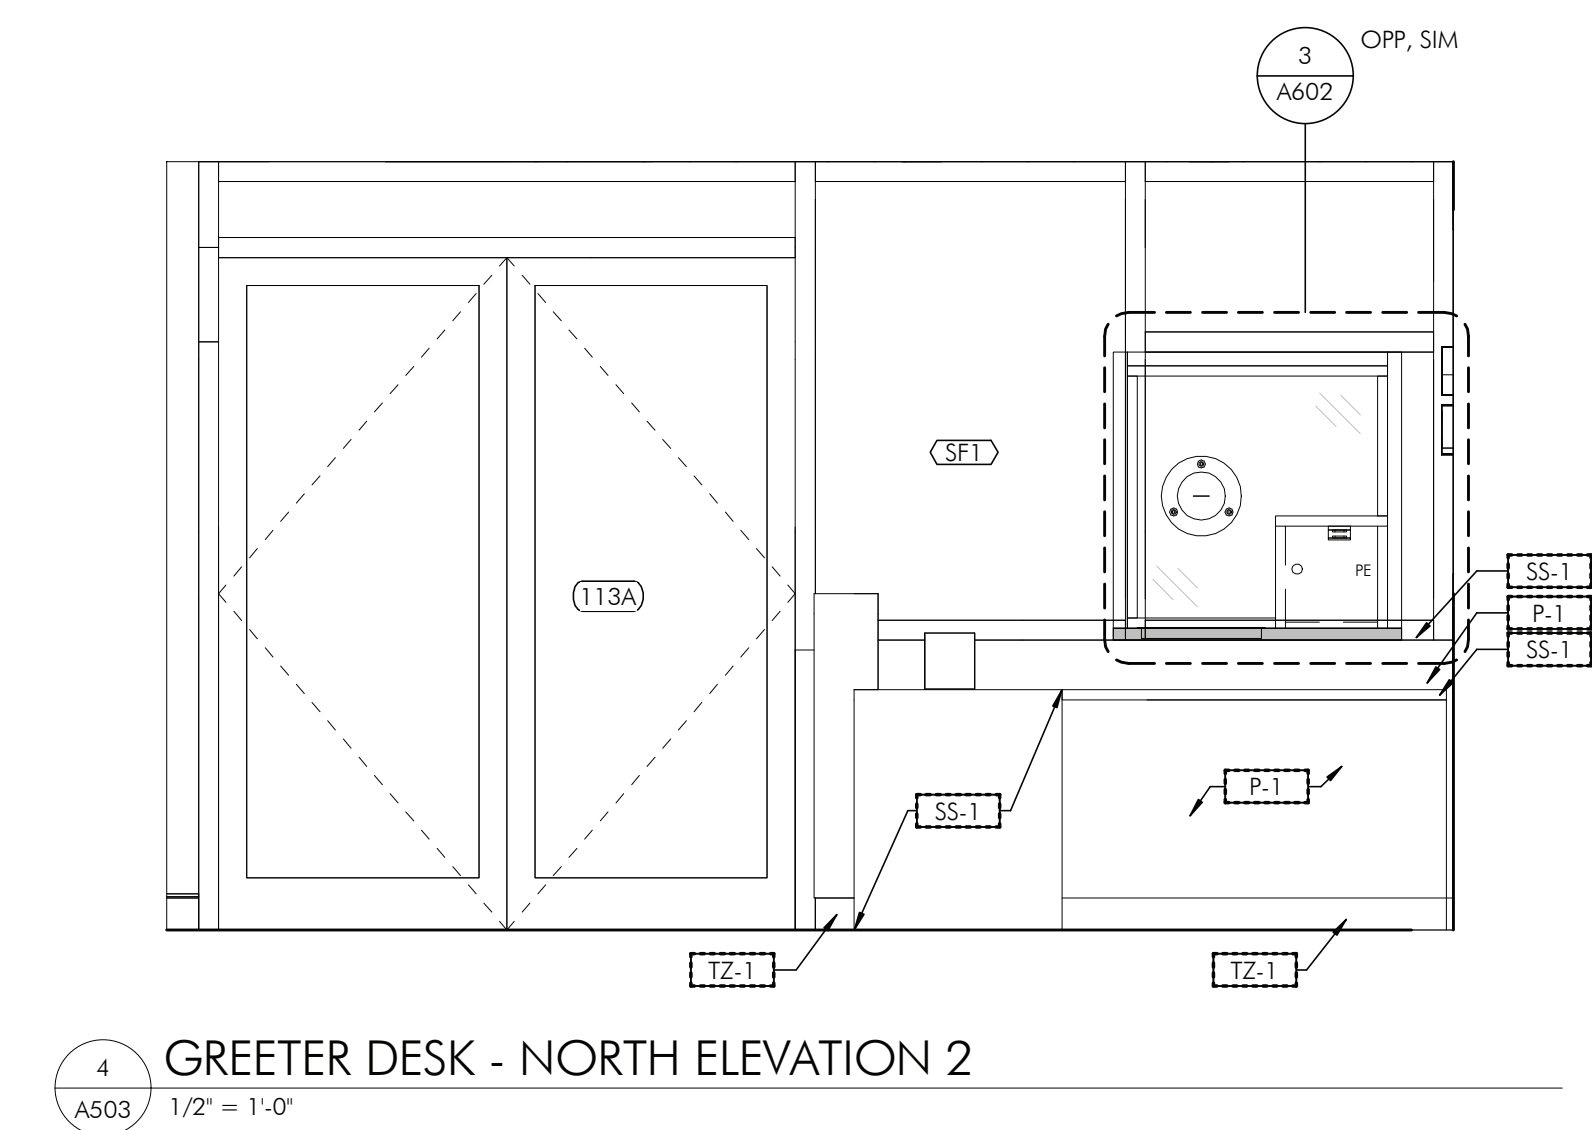 3
A602
OPP, SIM
SF1
113A
PE
SS-1
P-1
SS-1
P-1
SS-1
TZ-1
TZ-1
4
A503
GREETER DESK - NORTH ELEVATION 2
1/2" = 1'-0"